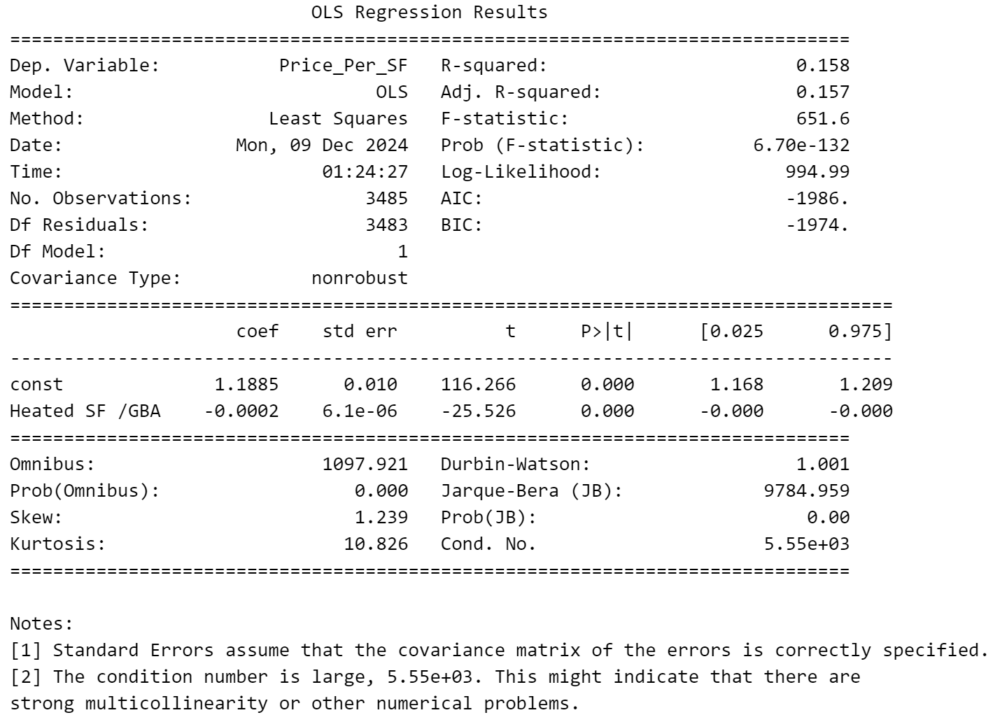 OLS Regression Results
==============================================================================
Dep. Variable:           Price_Per_SF   R-squared:                       0.158
Model:                            OLS   Adj. R-squared:                  0.157
Method:                 Least Squares   F-statistic:                     651.6
Date:                Mon, 09 Dec 2024   Prob (F-statistic):          6.70e-132
Time:                        01:24:27   Log-Likelihood:                 994.99
No. Observations:                3485   AIC:                            -1986.
Df Residuals:                    3483   BIC:                            -1974.
Df Model:                           1
Covariance Type:            nonrobust
==================================================================================
                     coef    std err          t      P>|t|      [0.025      0.975]
----------------------------------------------------------------------------------
const              1.1885      0.010    116.266      0.000       1.168       1.209
Heated SF /GBA    -0.0002    6.1e-06    -25.526      0.000      -0.000      -0.000
==============================================================================
Omnibus:                     1097.921   Durbin-Watson:                   1.001
Prob(Omnibus):                  0.000   Jarque-Bera (JB):             9784.959
Skew:                           1.239   Prob(JB):                         0.00
Kurtosis:                      10.826   Cond. No.                     5.55e+03
==============================================================================
Notes:
[1] Standard Errors assume that the covariance matrix of the errors is correctly specified.
[2] The condition number is large, 5.55e+03. This might indicate that there are
strong multicollinearity or other numerical problems.